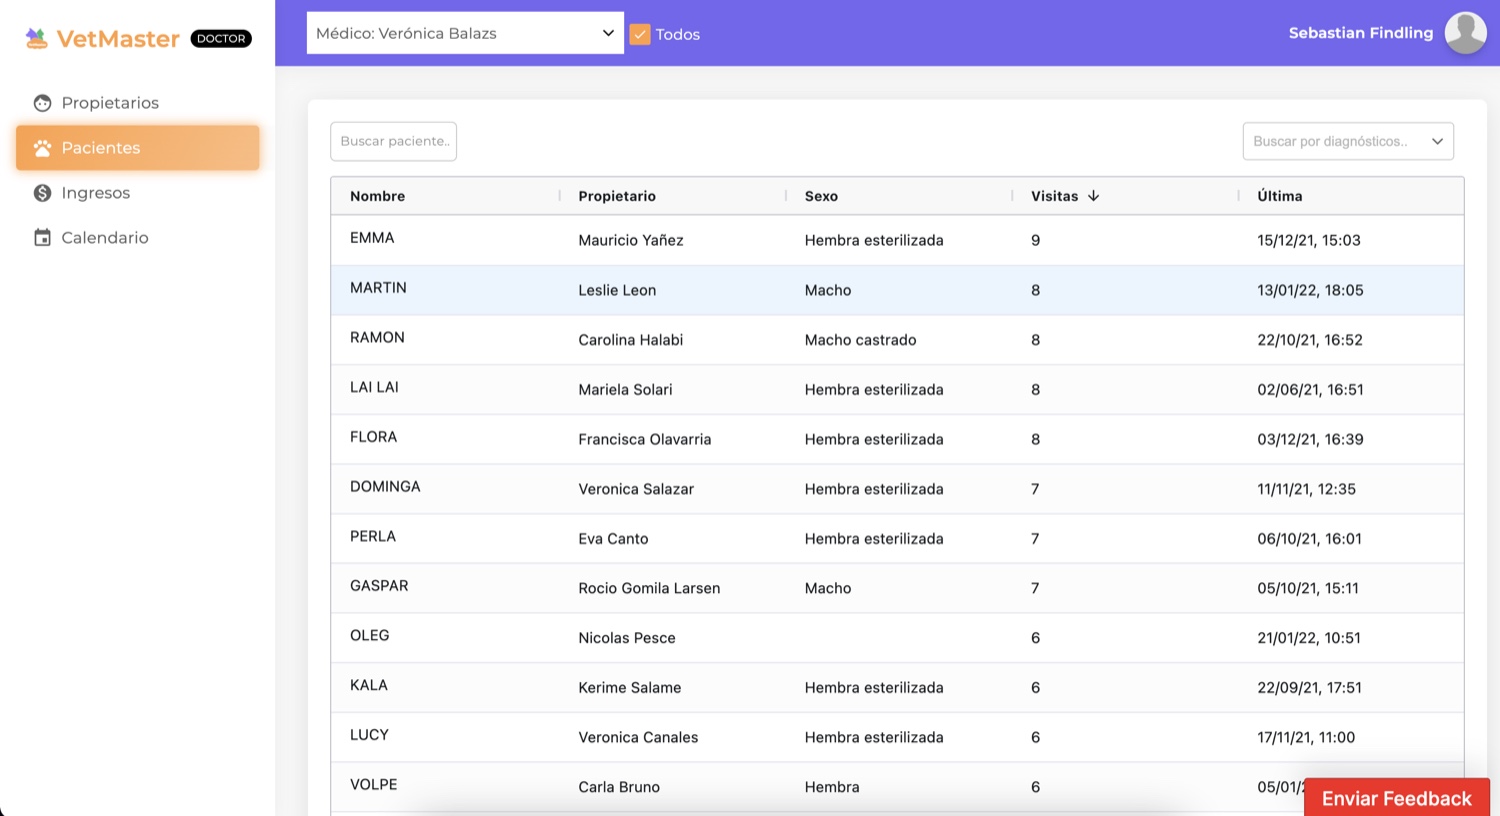 VetMaster DOCTOR
Médico: Verónica Balazs
Todos
Sebastian Findling
Propietarios
Pacientes
Ingresos
Calendario
Buscar paciente..
Buscar por diagnósticos..
Nombre Propietario Sexo Visitas Última
EMMA Mauricio Yañez Hembra esterilizada 9 15/12/21, 15:03
MARTIN Leslie Leon Macho 8 13/01/22, 18:05
RAMON Carolina Halabi Macho castrado 8 22/10/21, 16:52
LAI LAI Mariela Solari Hembra esterilizada 8 02/06/21, 16:51
FLORA Francisca Olavarria Hembra esterilizada 8 03/12/21, 16:39
DOMINGA Veronica Salazar Hembra esterilizada 7 11/11/21, 12:35
PERLA Eva Canto Hembra esterilizada 7 06/10/21, 16:01
GASPAR Rocio Gomila Larsen Macho 7 05/10/21, 15:11
OLEG Nicolas Pesce 6 21/01/22, 10:51
KALA Kerime Salame Hembra esterilizada 6 22/09/21, 17:51
LUCY Veronica Canales Hembra esterilizada 6 17/11/21, 11:00
VOLPE Carla Bruno Hembra 6 05/01/
Enviar Feedback